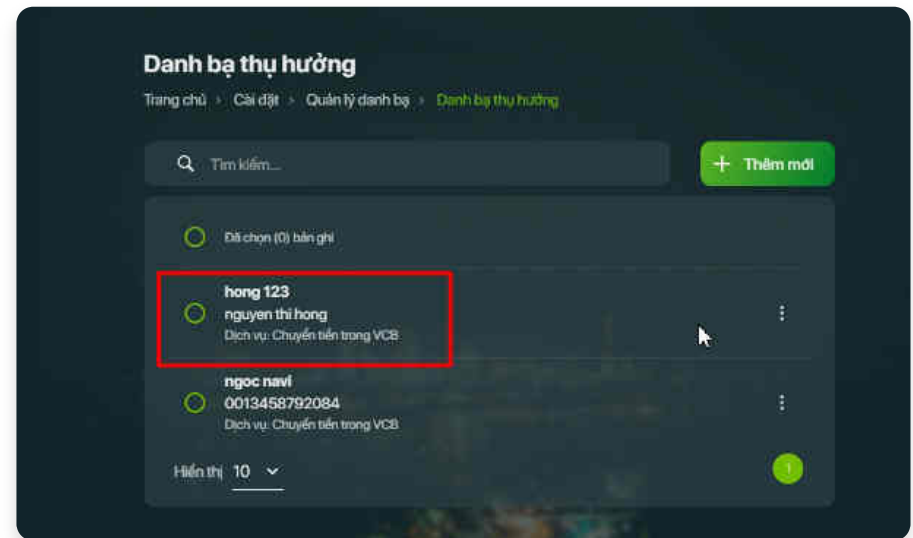 Danh bạ thụ hưởng
Trang chủ > Cài đặt > Quản lý danh bạ > Danh bạ thụ hưởng
Tìm kiếm...
+ Thêm mới
Đã chọn (0) bản ghi
hong 123
nguyen thi hong
Dịch vụ: Chuyển tiền trong VCB
ngoc navi
0013458792084
Dịch vụ: Chuyển tiền trong VCB
Hiển thị 10
1